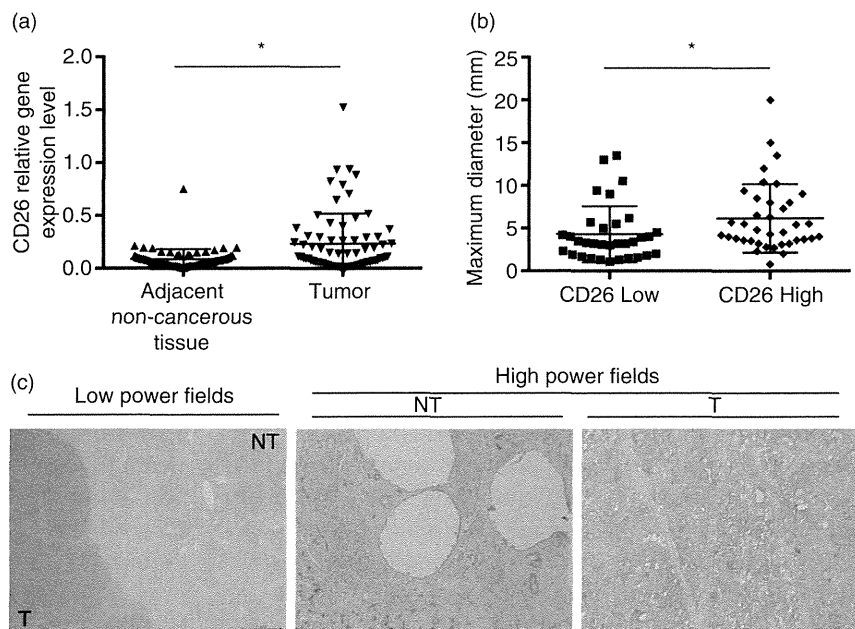 (a)
*
2.0
1.5
1.0
0.5
0.0
CD26 relative gene
expression level
Adjacent
non-cancerous
tissue
Tumor
(b)
*
25
20
15
10
5
0
Maximum diameter (mm)
CD26 Low
CD26 High
(c)
Low power fields
High power fields
NT
T
NT
T